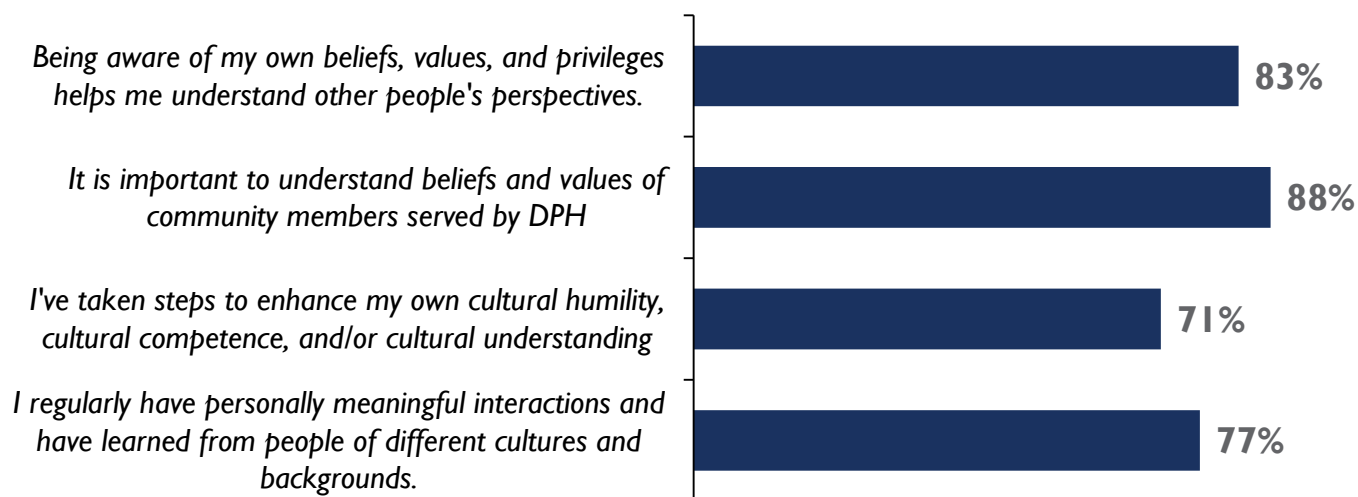 Being aware of my own beliefs, values, and privileges
helps me understand other people's perspectives.
83%
It is important to understand beliefs and values of
community members served by DPH
88%
I've taken steps to enhance my own cultural humility,
cultural competence, and/or cultural understanding
71%
I regularly have personally meaningful interactions and
have learned from people of different cultures and
backgrounds.
77%